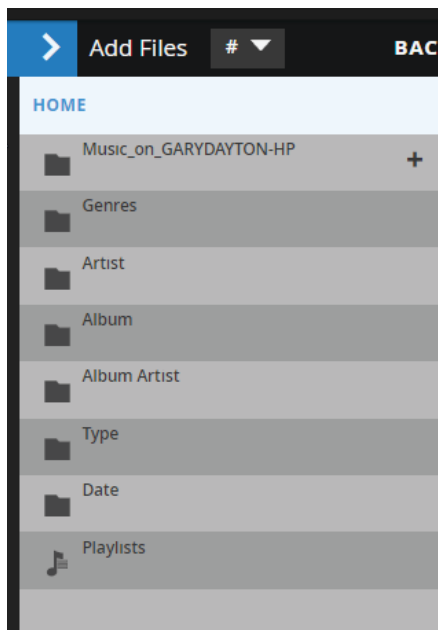 Add Files # BAC
HOME
Music_on_GARYDAYTON-HP +
Genres
Artist
Album
Album Artist
Type
Date
Playlists